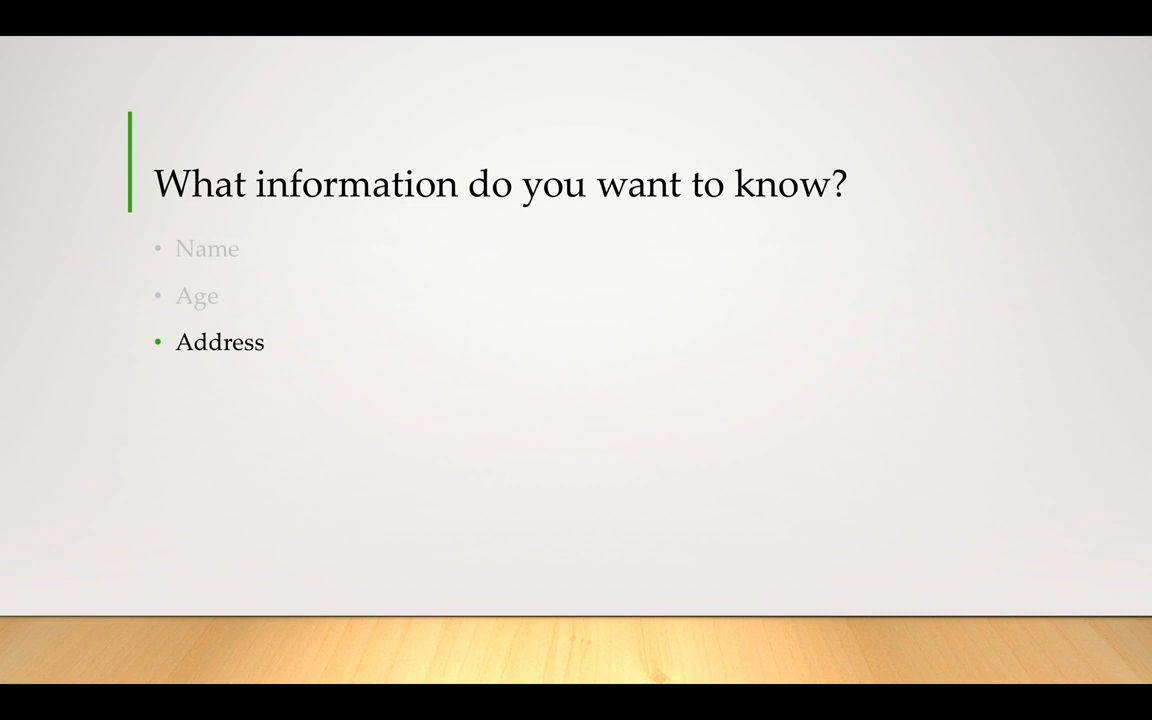 What information do you want to know?
• Name
• Age
• Address